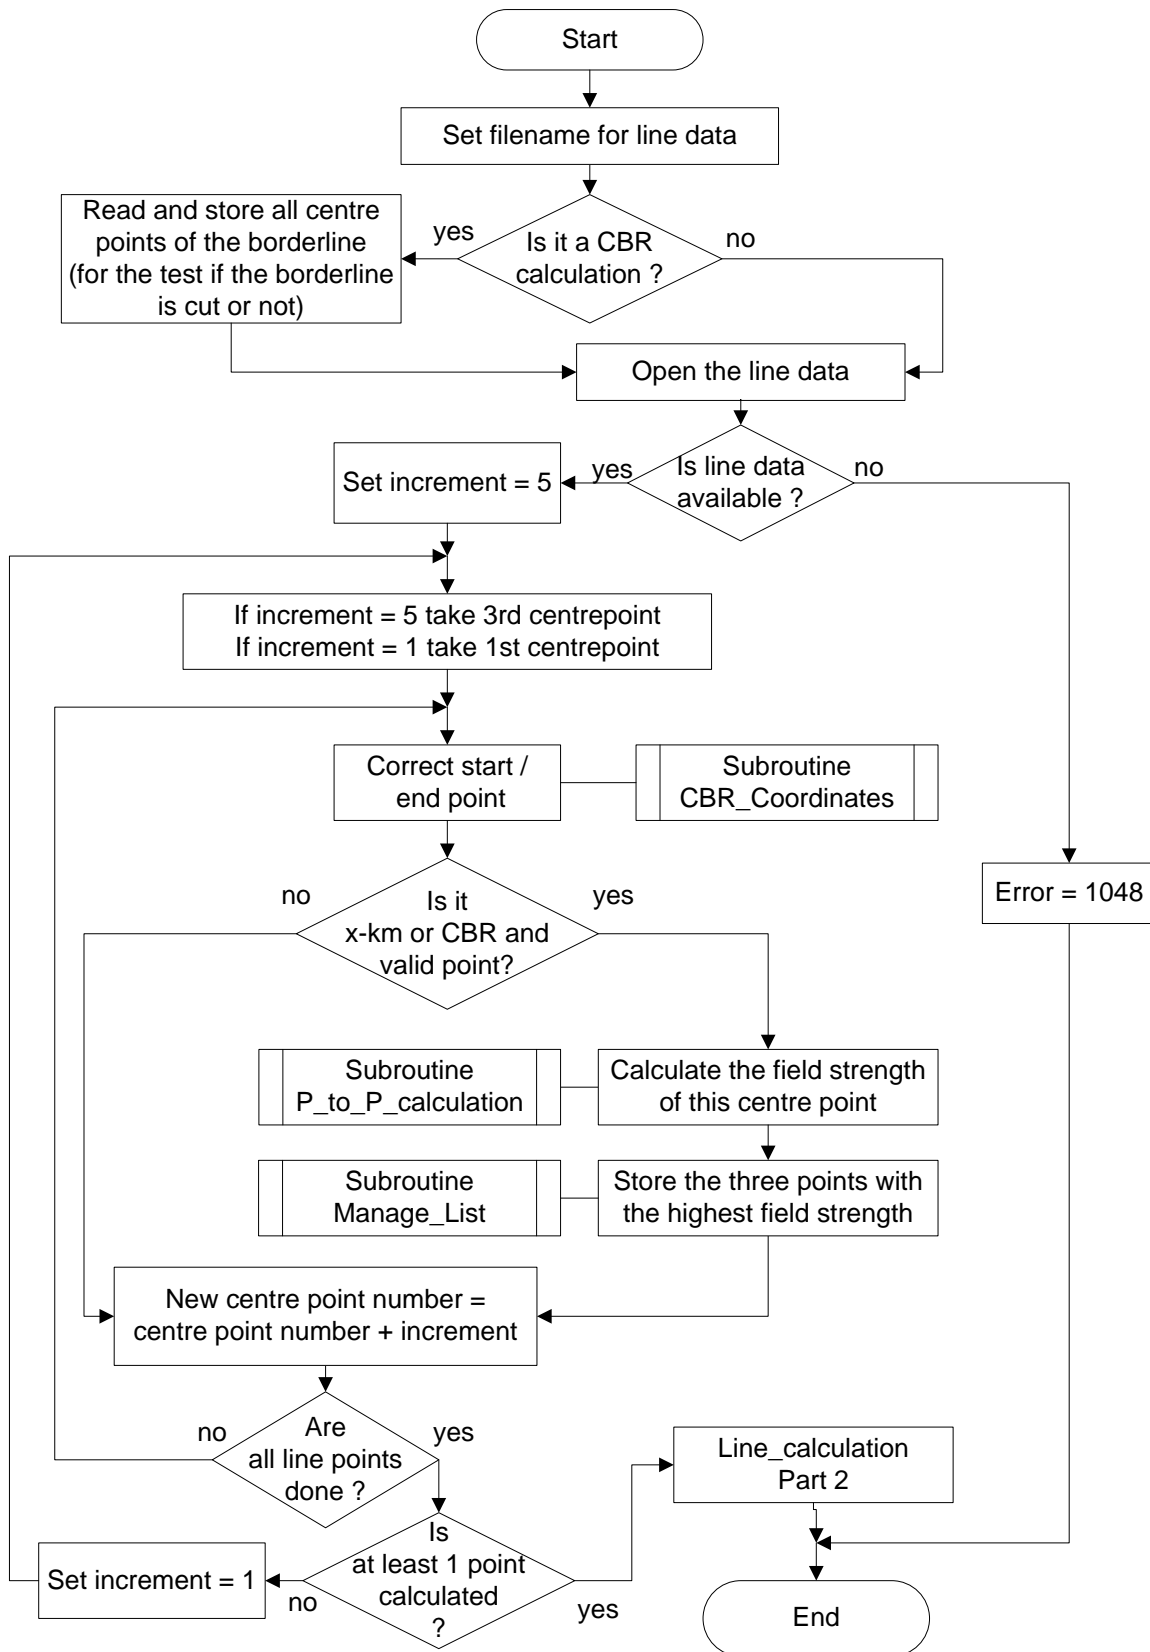 Start
Set filename for line data
Read and store all centre
points of the borderline
(for the test if the borderline
is cut or not)
yes
Is it a CBR
calculation ?
no
Open the line data
Set increment = 5
yes
Is line data
available ?
no
If increment = 5 take 3rd centrepoint
If increment = 1 take 1st centrepoint
Correct start /
end point
Subroutine
CBR_Coordinates
no
Is it
x-km or CBR and
valid point?
yes
Error = 1048
Subroutine
P_to_P_calculation
Calculate the field strength
of this centre point
Subroutine
Manage_List
Store the three points with
the highest field strength
New centre point number =
centre point number + increment
no
Are
all line points
done ?
yes
Line_calculation
Part 2
Set increment = 1
no
Is
at least 1 point
calculated
?
yes
End